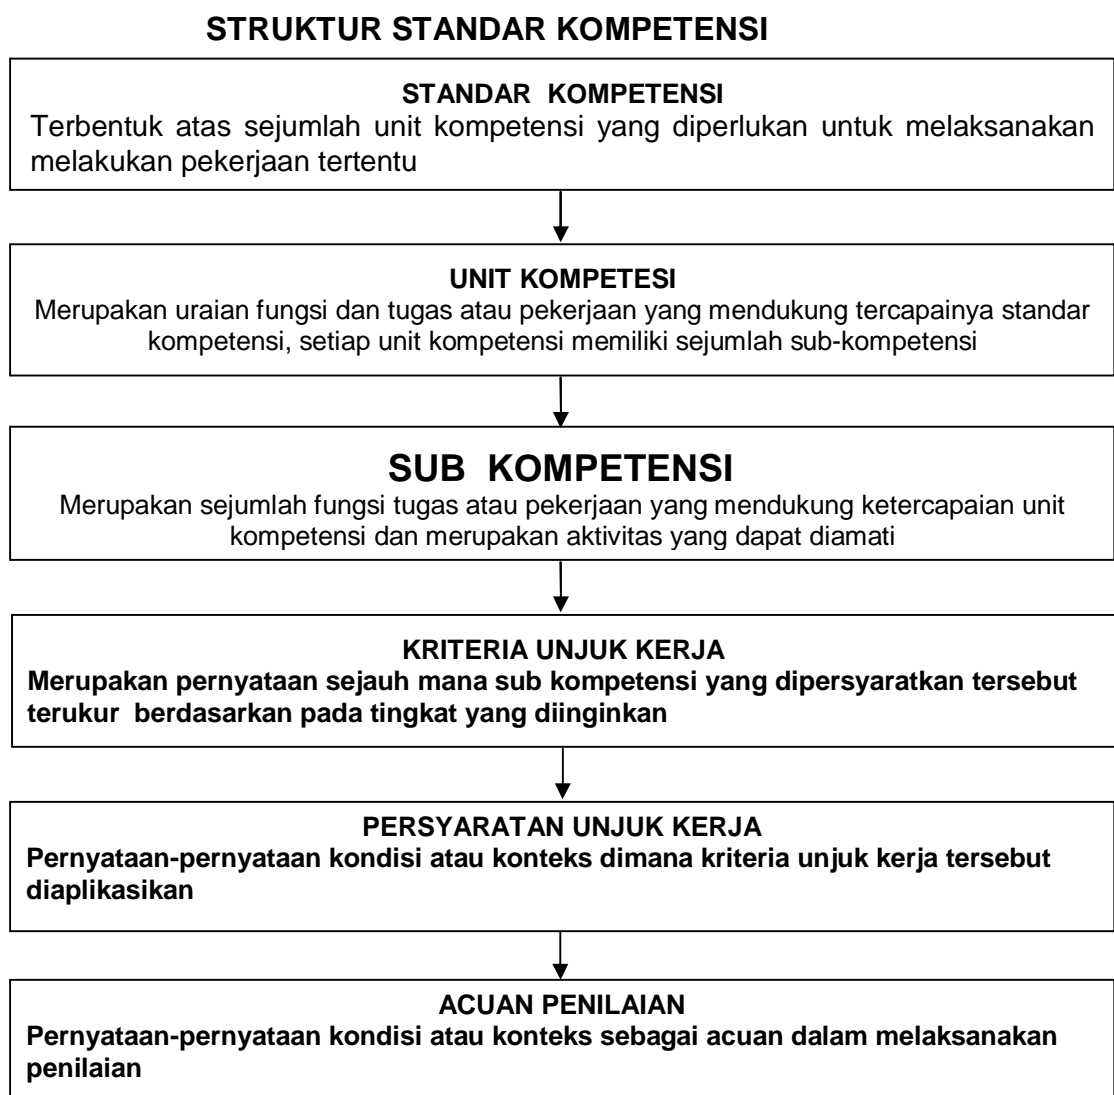 STRUKTUR STANDAR KOMPETENSI
STANDAR KOMPETENSI
Terbentuk atas sejumlah unit kompetensi yang diperlukan untuk melaksanakan
melakukan pekerjaan tertentu
UNIT KOMPETESI
Merupakan uraian fungsi dan tugas atau pekerjaan yang mendukung tercapainya standar
kompetensi, setiap unit kompetensi memiliki sejumlah sub-kompetensi
SUB KOMPETENSI
Merupakan sejumlah fungsi tugas atau pekerjaan yang mendukung ketercapaian unit
kompetensi dan merupakan aktivitas yang dapat diamati
KRITERIA UNJUK KERJA
Merupakan pernyataan sejauh mana sub kompetensi yang dipersyaratkan tersebut
terukur berdasarkan pada tingkat yang diinginkan
PERSYARATAN UNJUK KERJA
Pernyataan-pernyataan kondisi atau konteks dimana kriteria unjuk kerja tersebut
diaplikasikan
ACUAN PENILAIAN
Pernyataan-pernyataan kondisi atau konteks sebagai acuan dalam melaksanakan
penilaian